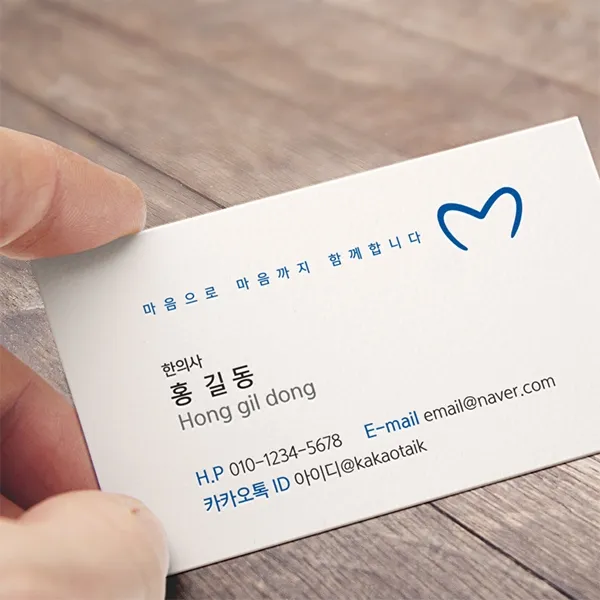 마음으로 마음까지 함께합니다
한의사
홍 길동
Hong gil dong
H.P 010-1234-5678 E-mail email@naver.com
카카오톡 ID 아이디@kakaotaik